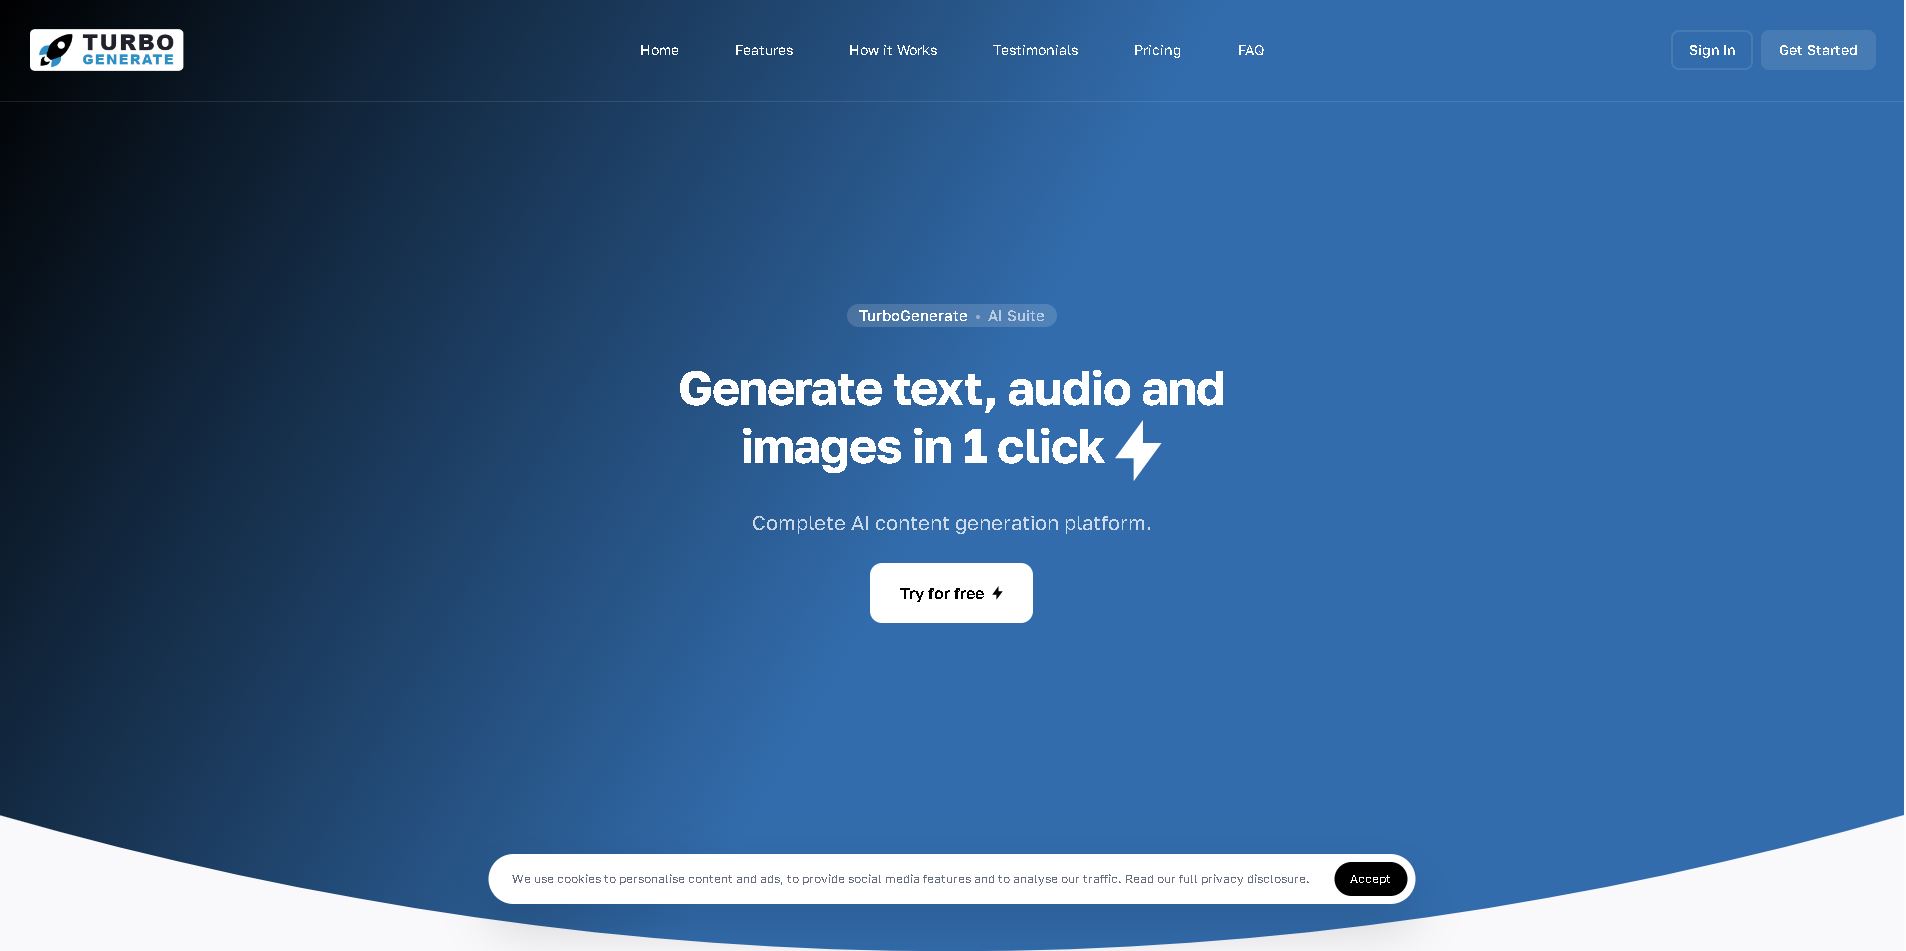 TURBO
GENERATE
Home
Features
How it Works
Testimonials
Pricing
FAQ
Sign In
Get Started
TurboGenerate • AI Suite
Generate text, audio and
images in 1 click
Complete AI content generation platform.
Try for free
We use cookies to personalise content and ads, to provide social media features and to analyse our traffic. Read our full privacy disclosure.
Accept